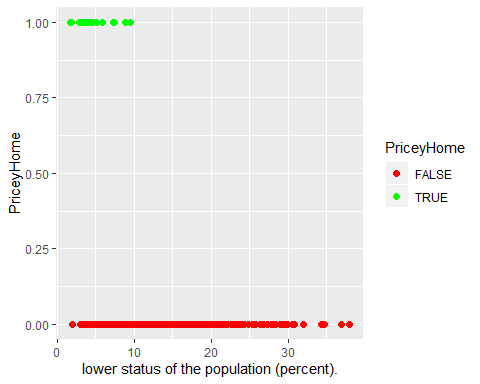 1.00
0.75
0.50
0.25
0.00
PriceyHome
0 10 20 30
lower status of the population (percent).
PriceyHome
FALSE
TRUE